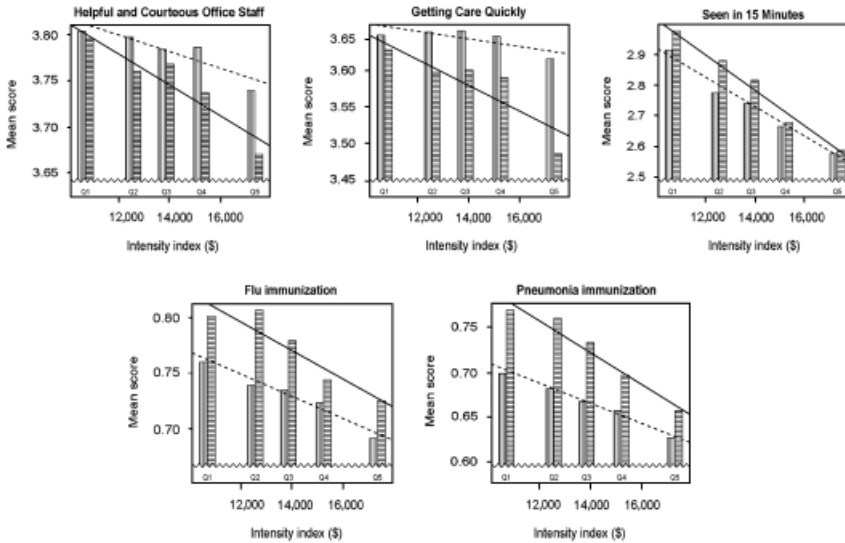 Helpful and Courteous Office Staff
Mean score
3.80
3.75
3.70
3.65
Q1 Q2 Q3 Q4 Q5
12,000 14,000 16,000
Intensity index ($)
Getting Care Quickly
Mean score
3.65
3.60
3.55
3.50
3.45
Q1 Q2 Q3 Q4 Q5
12,000 14,000 16,000
Intensity index ($)
Seen in 15 Minutes
Mean score
2.9
2.8
2.7
2.6
2.5
Q1 Q2 Q3 Q4 Q5
12,000 14,000 16,000
Intensity index ($)
Flu immunization
Mean score
0.80
0.75
0.70
Q1 Q2 Q3 Q4 Q5
12,000 14,000 16,000
Intensity index ($)
Pneumonia immunization
Mean score
0.75
0.70
0.65
0.60
Q1 Q2 Q3 Q4 Q5
12,000 14,000 16,000
Intensity index ($)